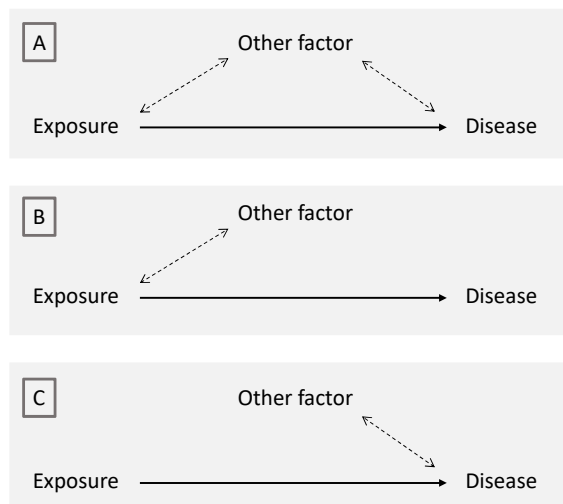 A
Other factor
Exposure Disease
B
Other factor
Exposure Disease
C
Other factor
Exposure Disease